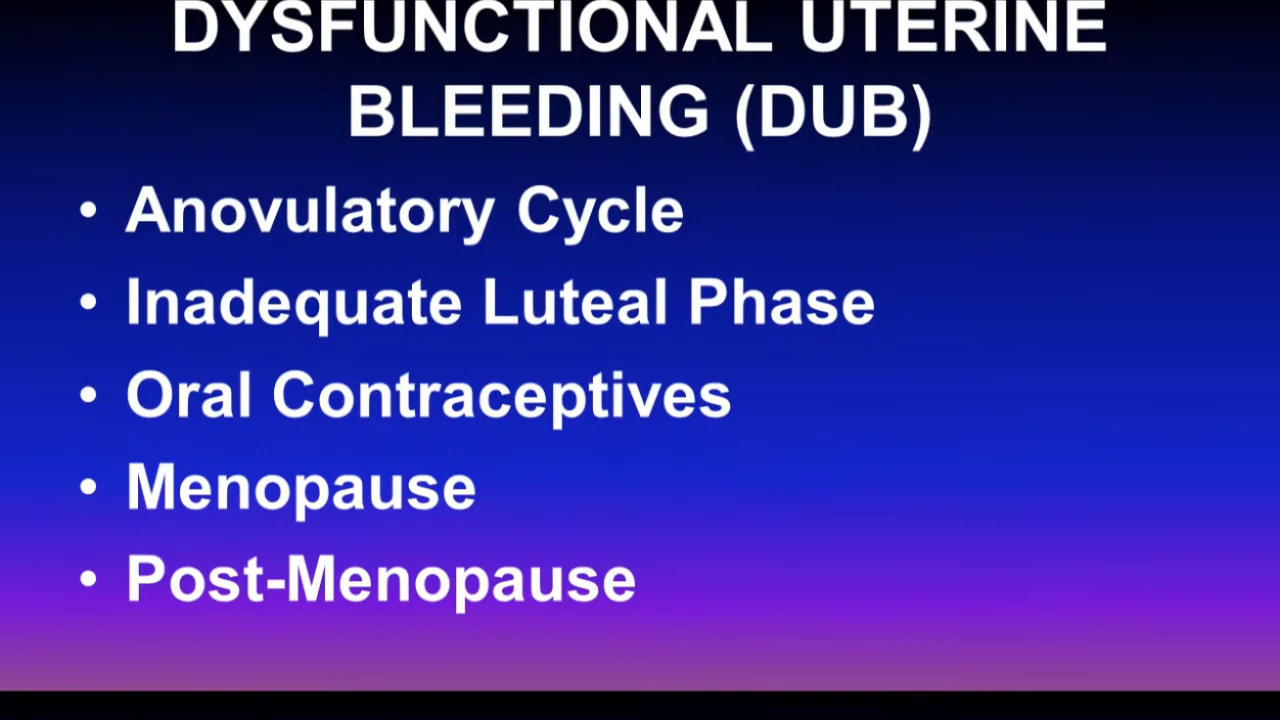 DYSFUNCTIONAL UTERINE
BLEEDING (DUB)
• Anovulatory Cycle
• Inadequate Luteal Phase
• Oral Contraceptives
• Menopause
• Post-Menopause